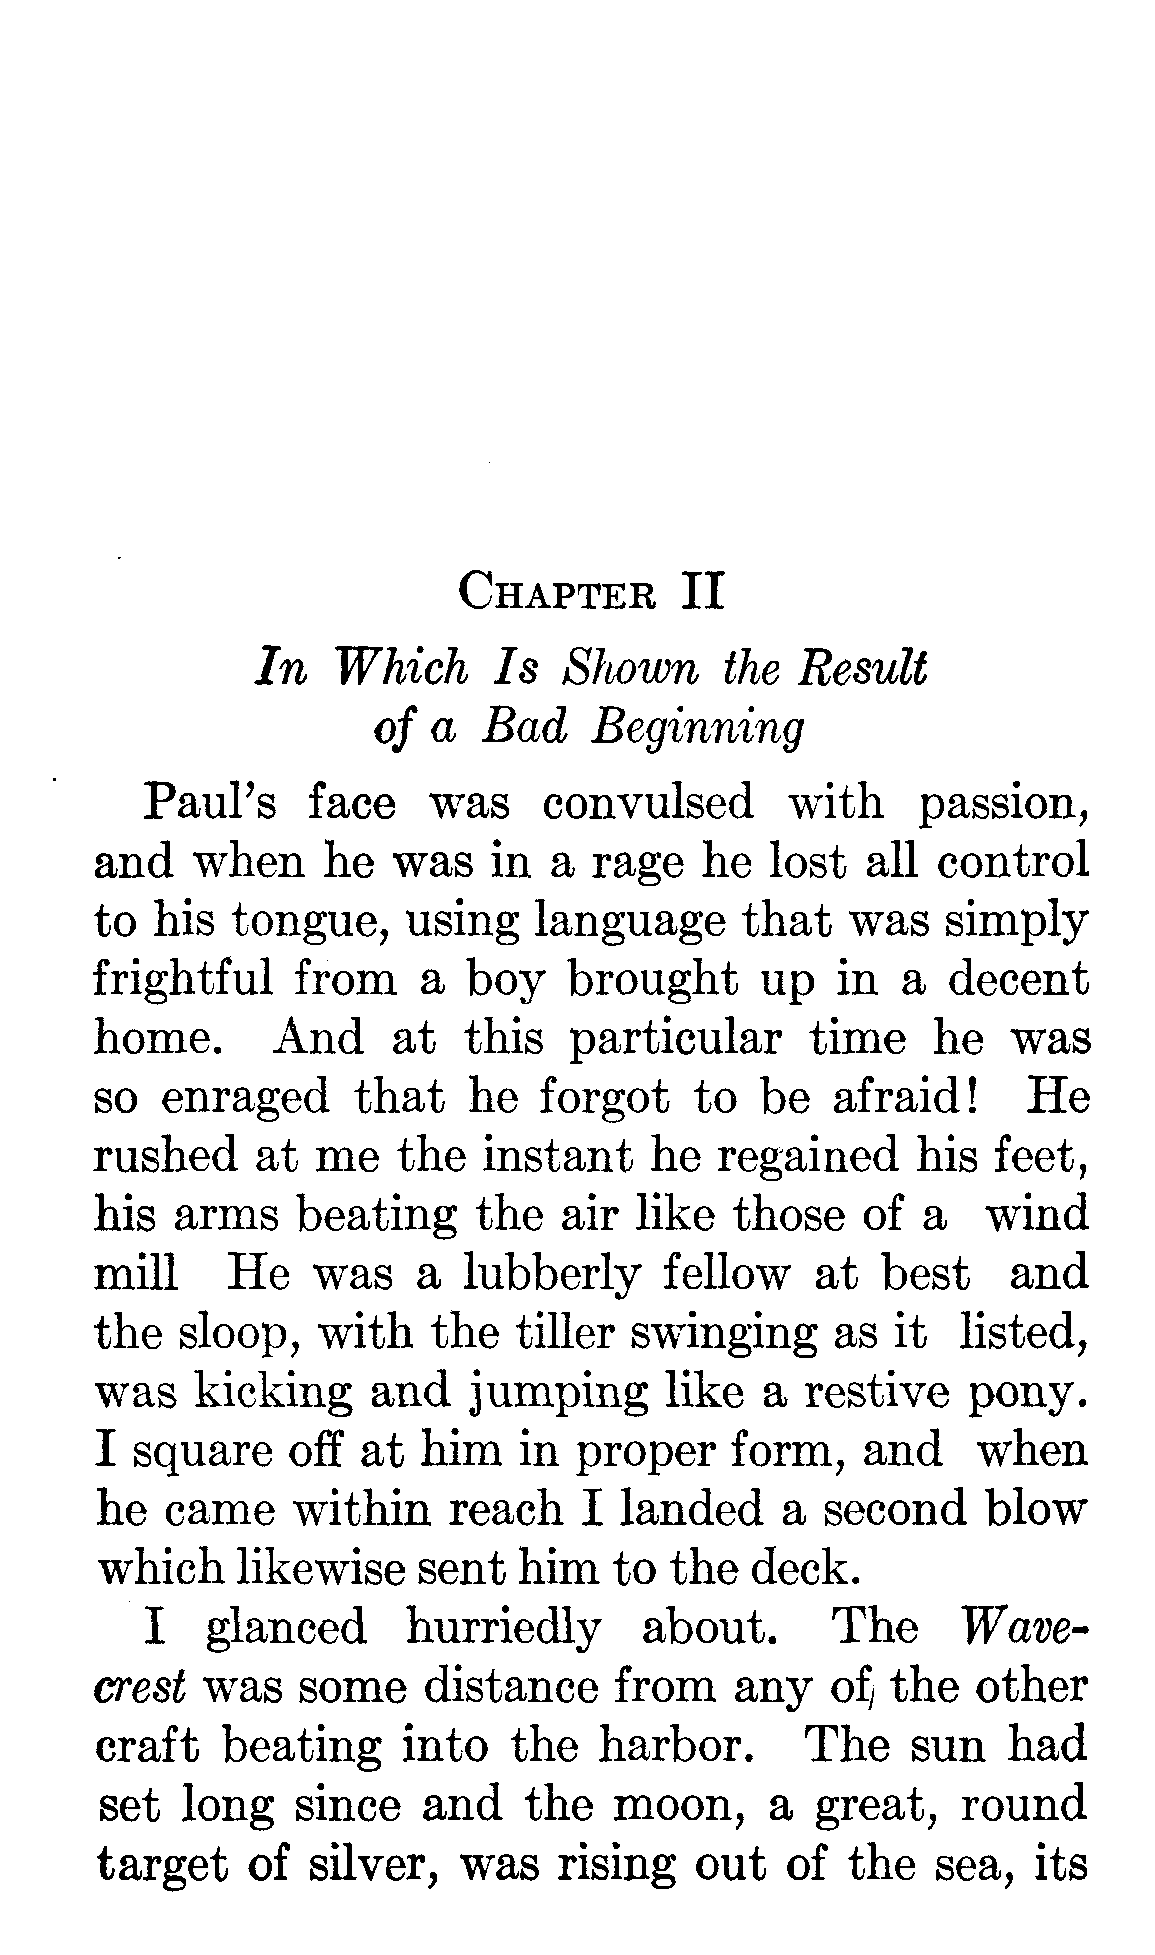 Chapter II
In Which Is Shown the Result
of a Bad Beginning
Paul's face was convulsed with passion,
and when he was in a rage he lost all control
to his tongue, using language that was simply
frightful from a boy brought up in a decent
home. And at this particular time he was
so enraged that he forgot to be afraid! He
rushed at me the instant he regained his feet,
his arms beating the air like those of a wind
mill He was a lubberly fellow at best and
the sloop, with the tiller swinging as it listed,
was kicking and jumping like a restive pony.
I square off at him in proper form, and when
he came within reach I landed a second blow
which likewise sent him to the deck.
I glanced hurriedly about. The Wave-
crest was some distance from any of the other
craft beating into the harbor. The sun had
set long since and the moon, a great, round
target of silver, was rising out of the sea, its